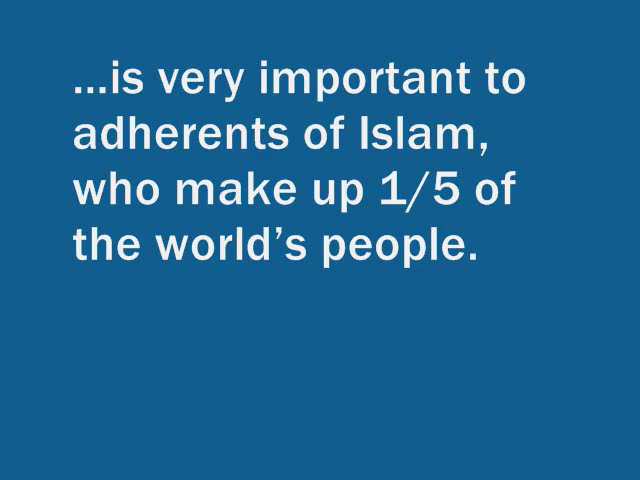 ...is very important to
adherents of Islam,
who make up 1/5 of
the world’s people.